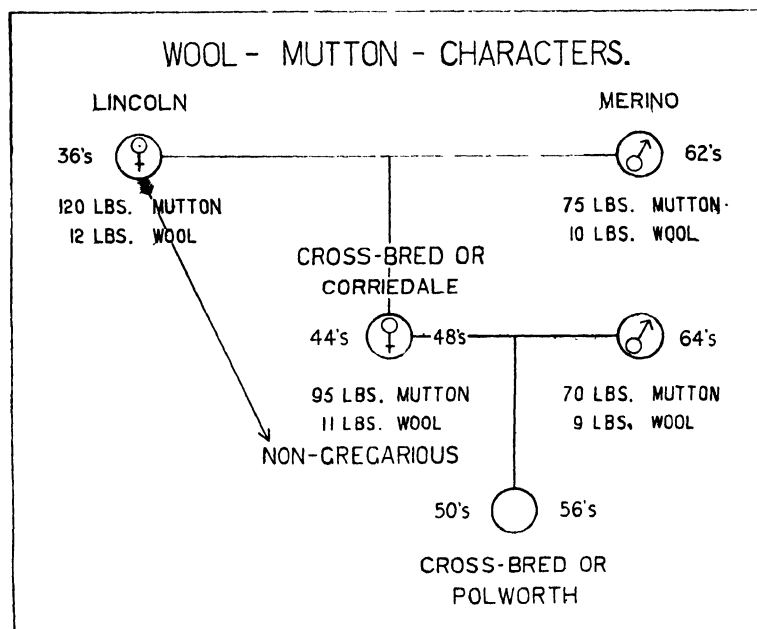 WOOL - MUTTON - CHARACTERS.
LINCOLN
MERINO
36's
62's
120 LBS. MUTTON
12 LBS. WOOL
75 LBS. MUTTON.
10 LBS. WOOL
CROSS-BRED OR
CORRIEDALE
44's
48's
64's
95 LBS. MUTTON
11 LBS. WOOL
70 LBS. MUTTON
9 LBS. WOOL
NON-GREGARIOUS
50's
56's
CROSS-BRED OR
POLWORTH